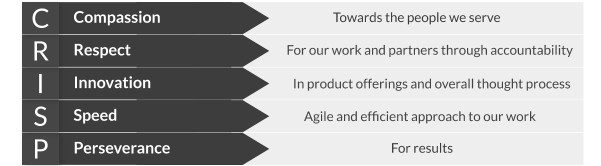 C Compassion Towards the people we serve
R Respect For our work and partners through accountability
I Innovation In product offerings and overall thought process
S Speed Agile and efficient approach to our work
P Perseverance For results